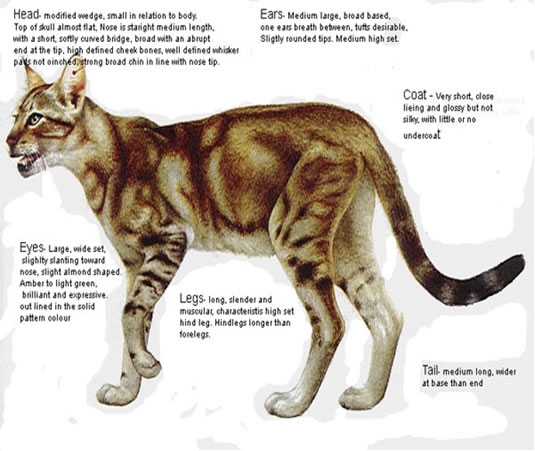 Head- modified wedge, small in relation to body.
Top of skull almost flat, Nose is staright medium length,
with a short, softly curved bridge, broad with an abrupt
end at the tip, high defined cheek bones, well defined whisker
pads not oinched, strong broad chin in line with nose tip.
Ears- Medium large, broad based,
one ears breath between, tufts desirable,
Sligtly rounded tips. Medium high set.
Coat - Very short, close
lieing and glossy but not
silky, with little or no
undercoat
Eyes- Large, wide set,
slighlty slanting toward
nose, slight almond shaped.
Amber to light green,
brilliant and expressive.
out lined in the solid
pattern colour
Legs- long, slender and
muscular, characteristis high set
hind leg. Hindlegs longer than
forelegs.
Tail- medium long, wider
at base than end